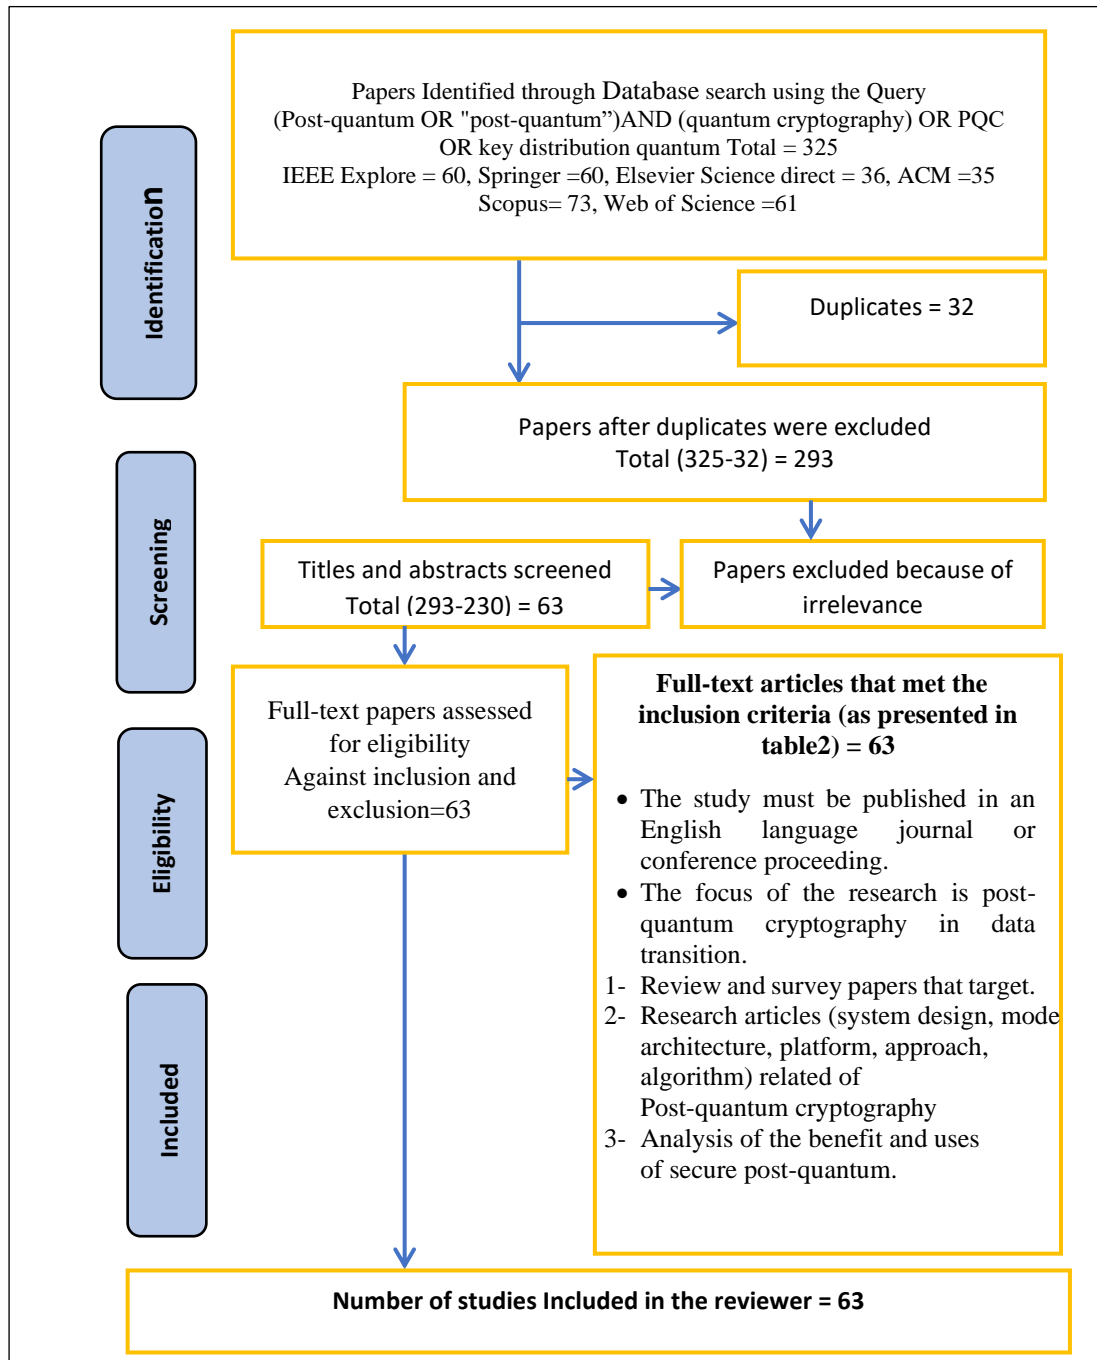 Identification
Papers Identified through Database search using the Query
(Post-quantum OR "post-quantum”)AND (quantum cryptography) OR PQC
OR key distribution quantum Total = 325
IEEE Explore = 60, Springer =60, Elsevier Science direct = 36, ACM =35
Scopus= 73, Web of Science =61
Duplicates = 32
Papers after duplicates were excluded
Total (325-32) = 293
Screening
Titles and abstracts screened
Total (293-230) = 63
Papers excluded because of
irrelevance
Eligibility
Full-text papers assessed
for eligibility
Against inclusion and
exclusion=63
Full-text articles that met the
inclusion criteria (as presented in
table2) = 63
• The study must be published in an
English language journal or
conference proceeding.
• The focus of the research is post-
quantum cryptography in data
transition.
1- Review and survey papers that target.
2- Research articles (system design, mode
architecture, platform, approach,
algorithm) related of
Post-quantum cryptography
3- Analysis of the benefit and uses
of secure post-quantum.
Included
Number of studies Included in the reviewer = 63